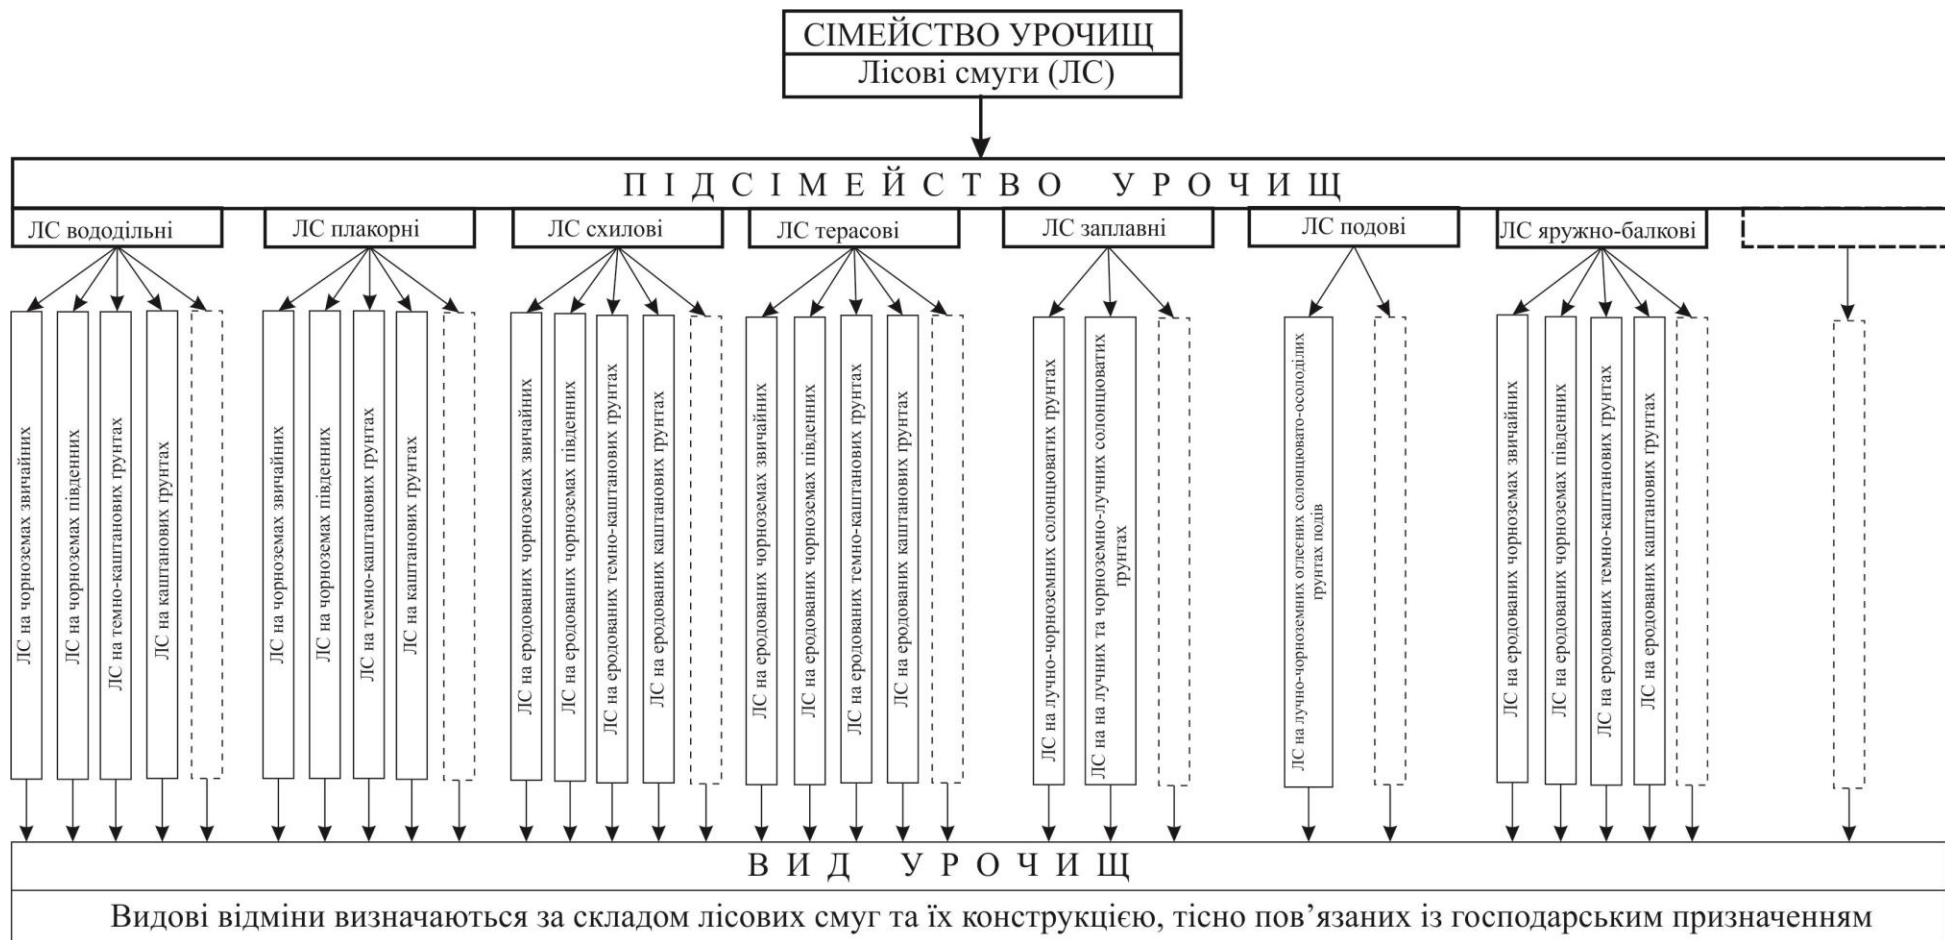 СІМЕЙСТВО УРОЧИЩ
Лісові смуги (ЛС)
ПІДСІМЕЙСТВО УРОЧИЩ
ЛС вододільні
ЛС плакорні
ЛС схилові
ЛС терасові
ЛС заплавні
ЛС подові
ЛС яружно-балкові
ЛС на чорноземах звичайних
ЛС на чорноземах південних
ЛС на темно-каштанових ґрунтах
ЛС на каштанових ґрунтах
ЛС на чорноземах звичайних
ЛС на чорноземах південних
ЛС на темно-каштанових ґрунтах
ЛС на каштанових ґрунтах
ЛС на еродованих чорноземах звичайних
ЛС на еродованих чорноземах південних
ЛС на еродованих темно-каштанових ґрунтах
ЛС на еродованих каштанових ґрунтах
ЛС на еродованих чорноземах звичайних
ЛС на еродованих чорноземах південних
ЛС на еродованих темно-каштанових ґрунтах
ЛС на еродованих каштанових ґрунтах
ЛС на лучно-чорноземних солонцюватих ґрунтах
ЛС на на лучних та чорноземно-лучних солонцюватих
ґрунтах
ЛС на лучно-чорноземних оглеєних солонцювато-осолоділих
ґрунтах подів
ЛС на еродованих чорноземах звичайних
ЛС на еродованих чорноземах південних
ЛС на еродованих темно-каштанових ґрунтах
ЛС на еродованих каштанових ґрунтах
ВИД УРОЧИЩ
Видові відміни визначаються за складом лісових смуг та їх конструкцією, тісно пов’язаних із господарським призначенням